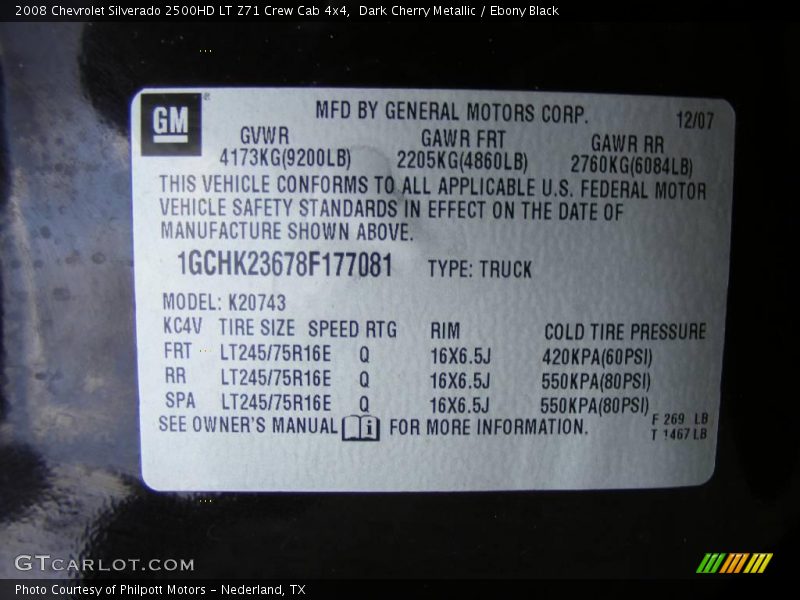 2008 Chevrolet Silverado 2500HD LT Z71 Crew Cab 4x4,  Dark Cherry Metallic / Ebony Black
GM
MFD BY GENERAL MOTORS CORP. 12/07
GVWR GAWR FRT GAWR RR
4173KG(9200LB) 2205KG(4860LB) 2760KG(6084LB)
THIS VEHICLE CONFORMS TO ALL APPLICABLE U.S. FEDERAL MOTOR
VEHICLE SAFETY STANDARDS IN EFFECT ON THE DATE OF
MANUFACTURE SHOWN ABOVE.
1GCHK23678F177081 TYPE: TRUCK
MODEL: K20743
KC4V TIRE SIZE SPEED RTG RIM COLD TIRE PRESSURE
FRT LT245/75R16E Q 16X6.5J 420KPA(60PSI)
RR LT245/75R16E Q 16X6.5J 550KPA(80PSI)
SPA LT245/75R16E Q 16X6.5J 550KPA(80PSI)
SEE OWNER'S MANUAL i FOR MORE INFORMATION.
F 269 LB
T 1467 LB
GTCARLOT.COM
Photo Courtesy of Philpott Motors - Nederland, TX